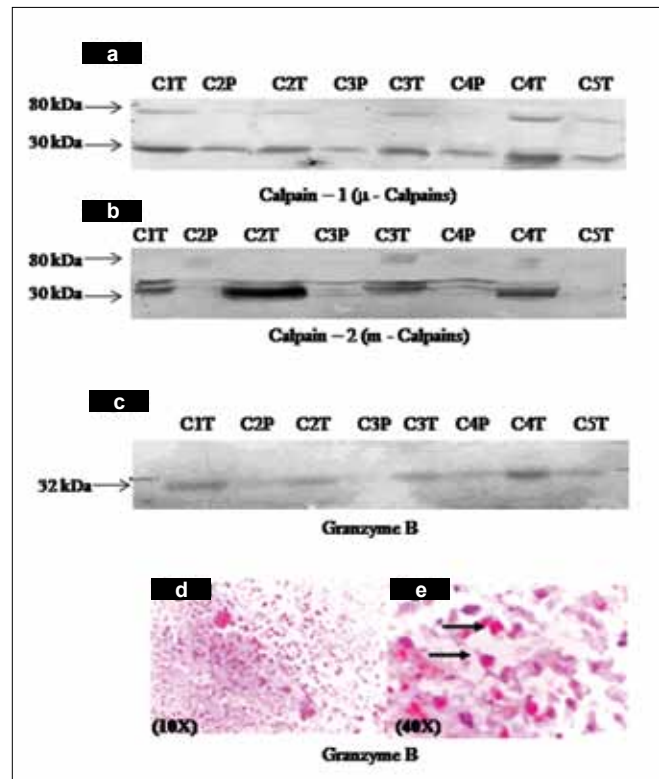 a
C1T C2P C2T C3P C3T C4P C4T C5T
80 kDa
30 kDa
Calpain – 1 (μ - Calpains)
b
C1T C2P C2T C3P C3T C4P C4T C5T
80 kDa
30 kDa
Calpain – 2 (m - Calpains)
c
C1T C2P C2T C3P C3T C4P C4T C5T
32 kDa
Granzyme B
d e
(10X) (40X)
Granzyme B